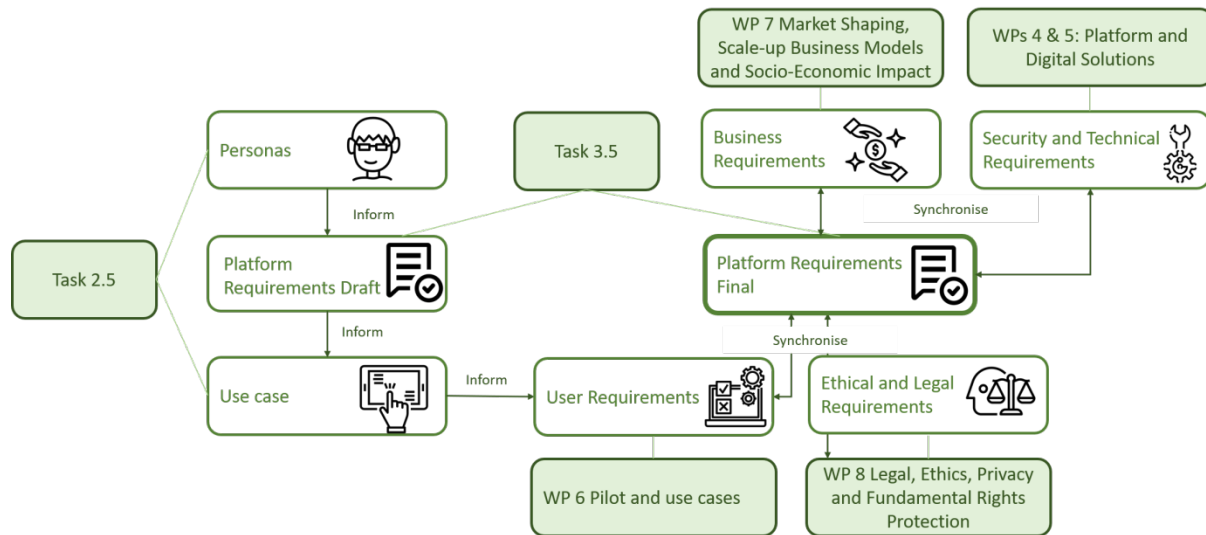 WP 7 Market Shaping,
Scale-up Business Models
and Socio-Economic Impact
WPs 4 & 5: Platform and
Digital Solutions
Personas
Task 3.5
Business
Requirements
$
Security and Technical
Requirements
Inform
Synchronise
Task 2.5
Platform
Requirements Draft
Platform Requirements
Final
Inform
Synchronise
Use case
Inform
User Requirements
Ethical and Legal
Requirements
WP 6 Pilot and use cases
WP 8 Legal, Ethics, Privacy
and Fundamental Rights
Protection